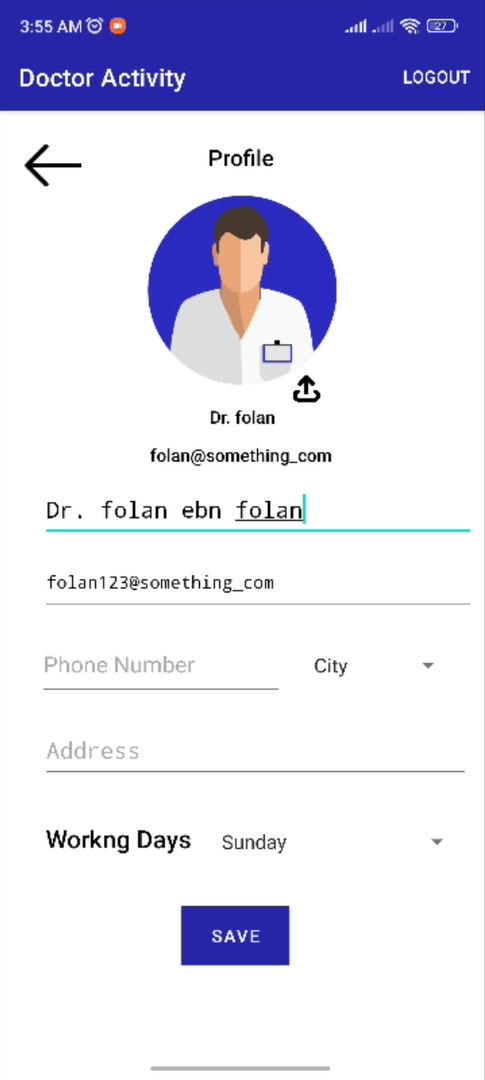 3:55 AM 27
Doctor Activity LOGOUT
Profile
Dr. folan
folan@something_com
Dr. folan ebn folan
folan123@something_com
Phone Number City
Address
Workng Days Sunday
SAVE